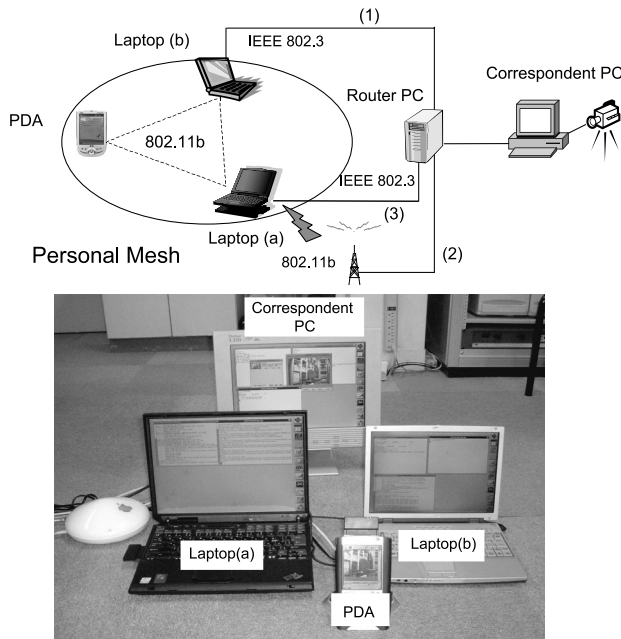 (1)
Laptop (b)
IEEE 802.3
Correspondent PC
Router PC
PDA
802.11b
IEEE 802.3
(3)
Laptop (a)
(2)
Personal Mesh
802.11b
Correspondent
PC
Laptop(a)
Laptop(b)
PDA